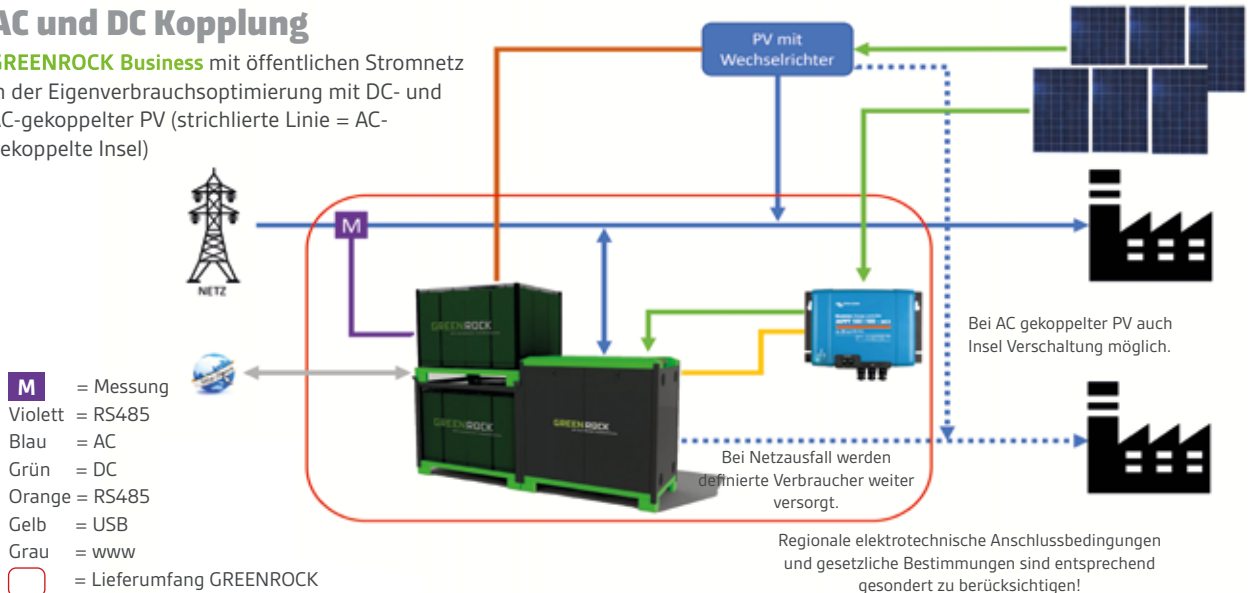 AC und DC Kopplung
GREENROCK Business mit öffentlichen Stromnetz
in der Eigenverbrauchsoptimierung mit DC- und
AC-gekoppelter PV (strichlierte Linie = AC-
gekoppelte Insel)
PV mit
Wechselrichter
M
NETZ
GREENROCK
GREENROCK
GREENROCK
Bei AC gekoppelter PV auch
Insel Verschaltung möglich.
Bei Netzausfall werden
definierte Verbraucher weiter
versorgt.
M = Messung
Violett = RS485
Blau = AC
Grün = DC
Orange = RS485
Gelb = USB
Grau = www
= Lieferumfang GREENROCK
Regionale elektrotechnische Anschlussbedingungen
und gesetzliche Bestimmungen sind entsprechend
gesondert zu berücksichtigen!